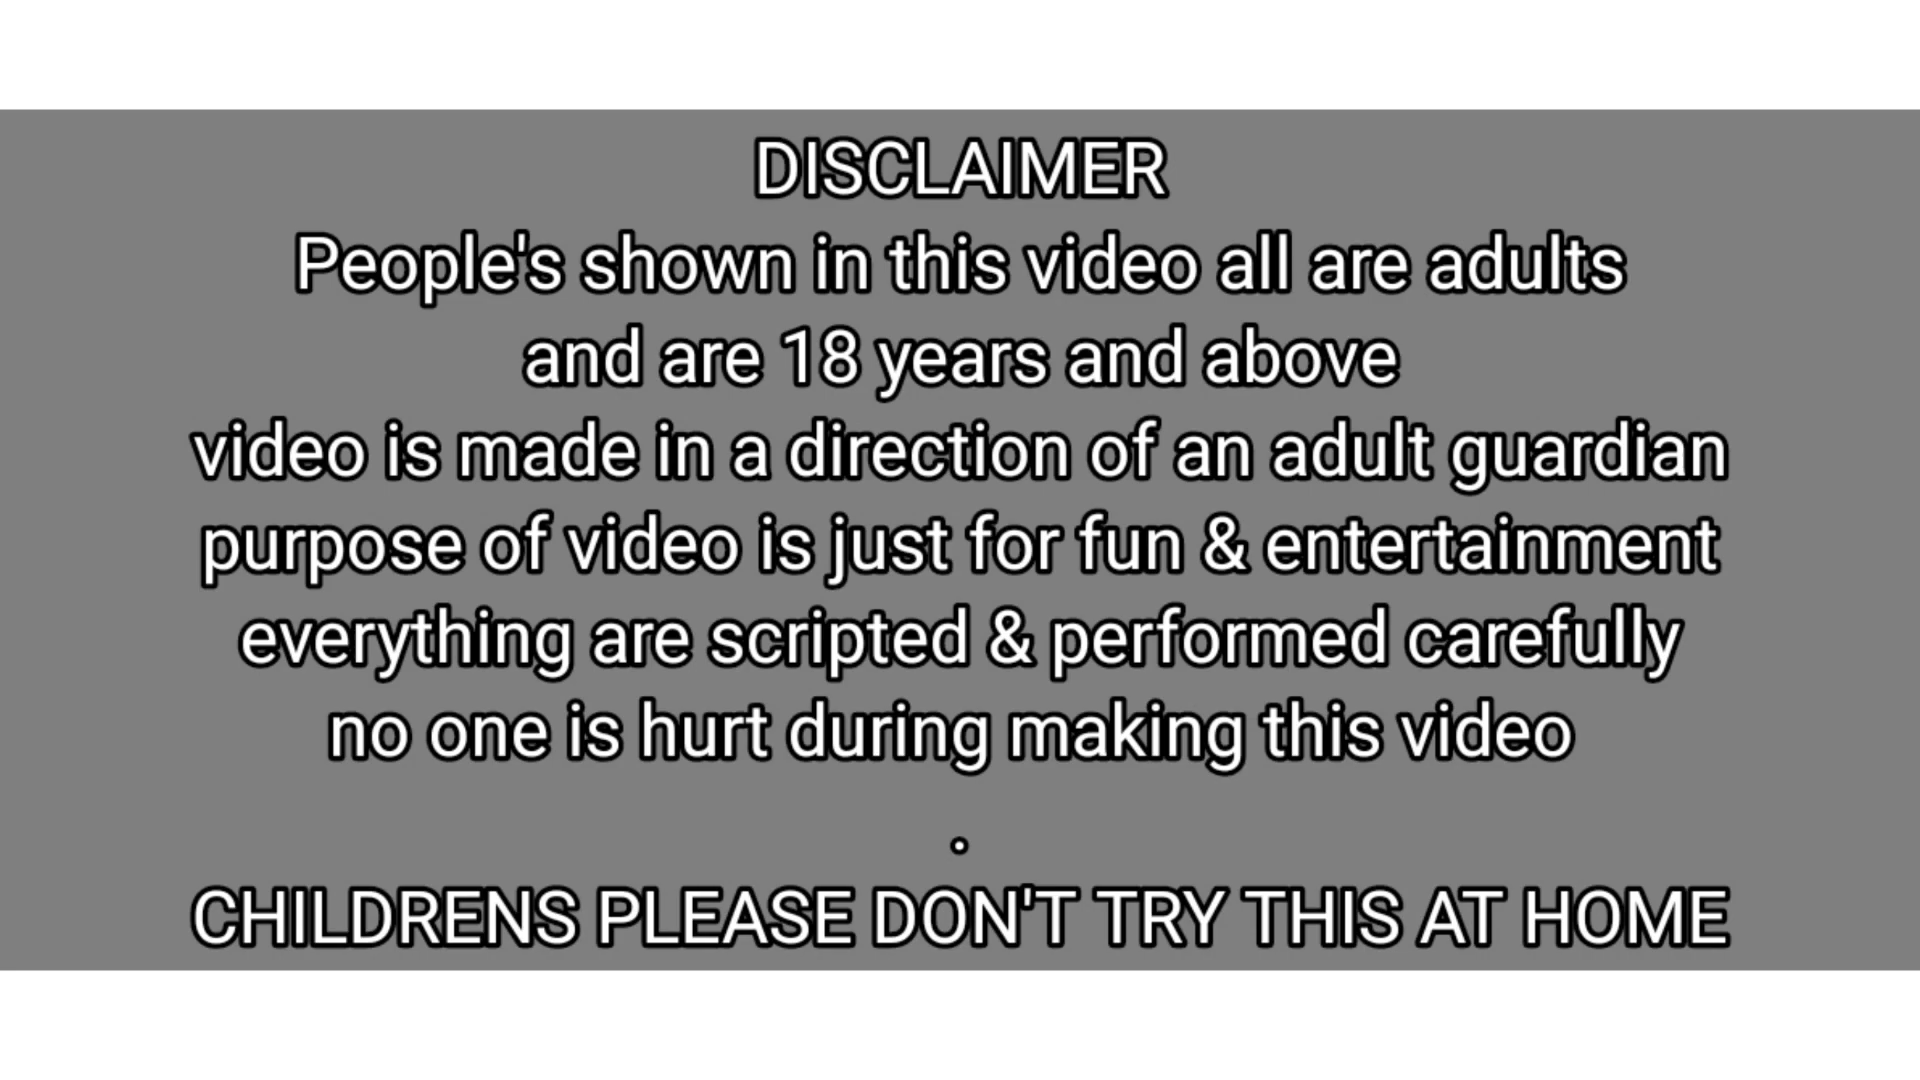 DISCLAIMER
People's shown in this video all are adults
and are 18 years and above
video is made in a direction of an adult guardian
purpose of video is just for fun & entertainment
everything are scripted & performed carefully
no one is hurt during making this video
.
CHILDRENS PLEASE DON'T TRY THIS AT HOME